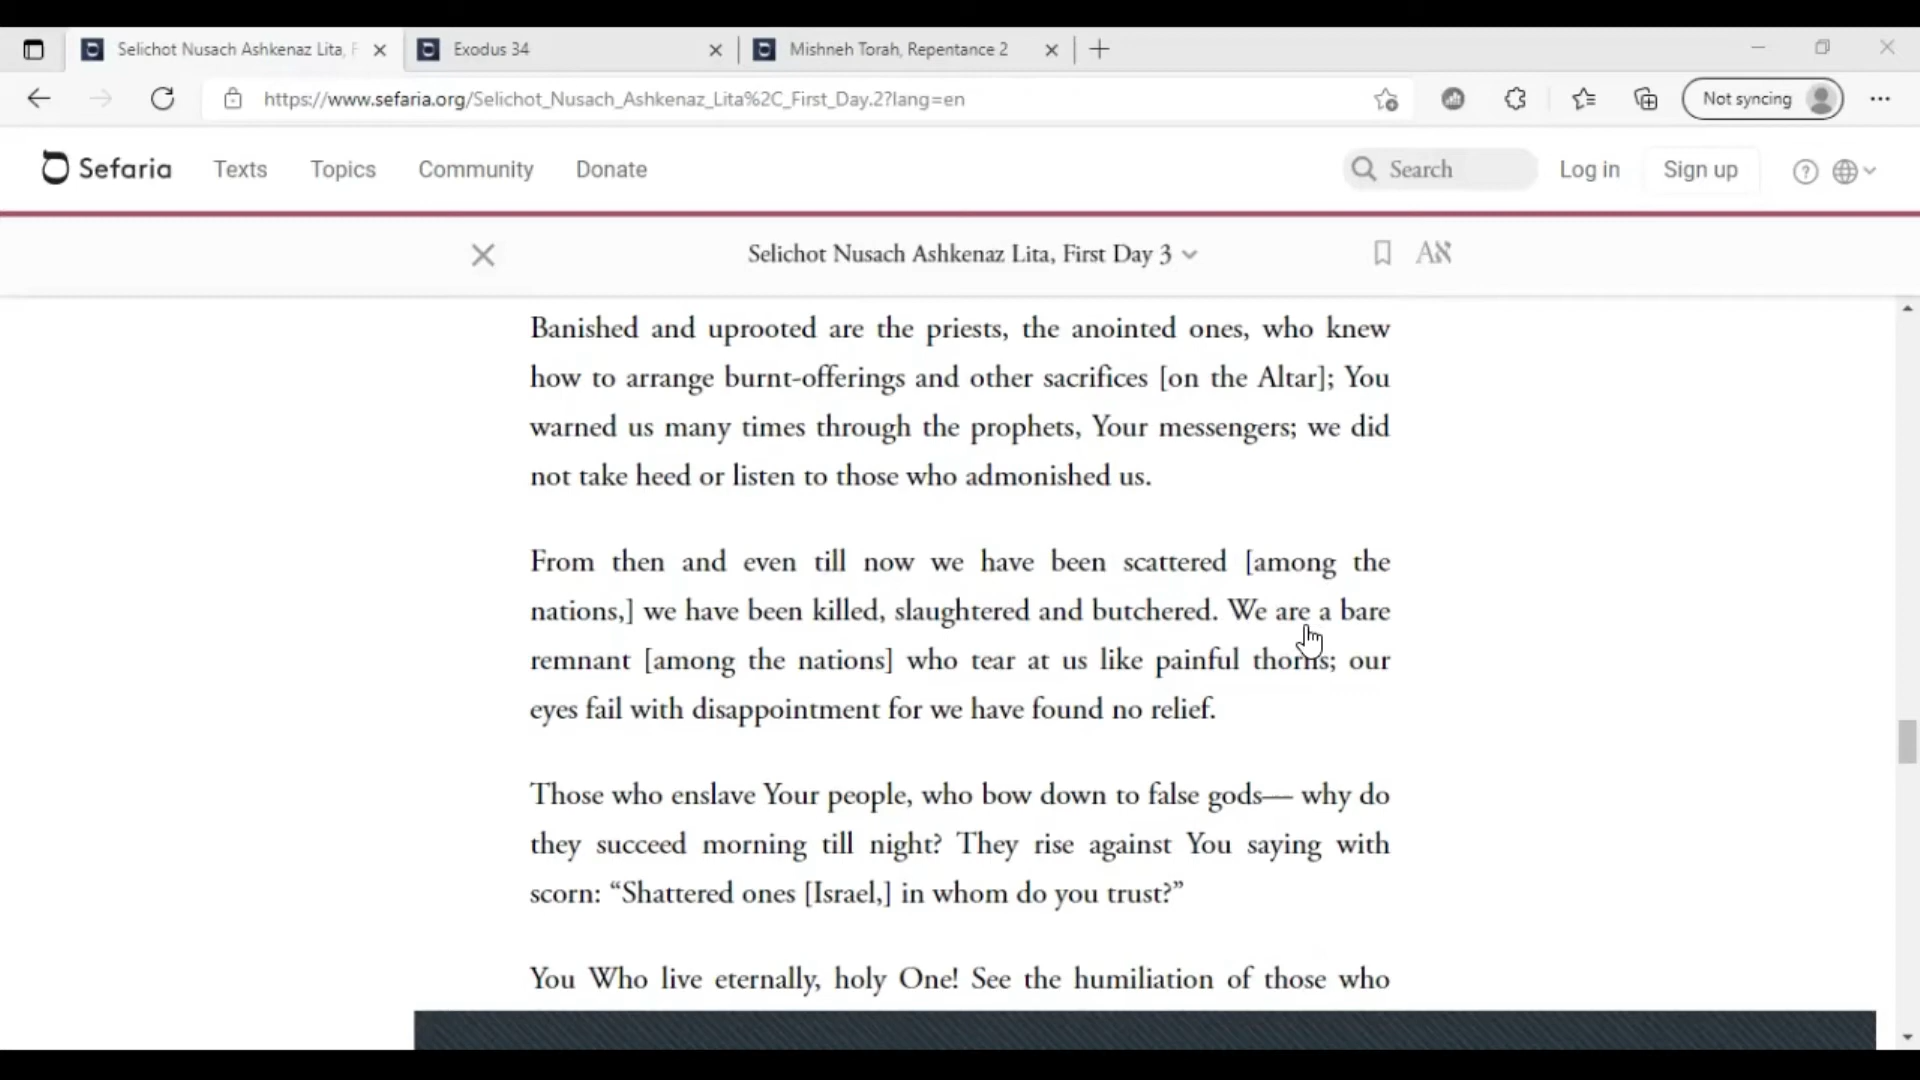 Selichot Nusach Ashkenaz Lita, F
Exodus 34
Mishneh Torah, Repentance 2
https://www.sefaria.org/Selichot_Nusach_Ashkenaz_Lita%2C_First_Day.2?lang=en
Not syncing
Sefaria
Texts
Topics
Community
Donate
Search
Log in
Sign up
Selichot Nusach Ashkenaz Lita, First Day 3
Aא
Banished and uprooted are the priests, the anointed ones, who knew
how to arrange burnt-offerings and other sacrifices [on the Altar]; You
warned us many times through the prophets, Your messengers; we did
not take heed or listen to those who admonished us.
From then and even till now we have been scattered [among the
nations,] we have been killed, slaughtered and butchered. We are a bare
remnant [among the nations] who tear at us like painful thorns; our
eyes fail with disappointment for we have found no relief.
Those who enslave Your people, who bow down to false gods— why do
they succeed morning till night? They rise against You saying with
scorn: “Shattered ones [Israel,] in whom do you trust?”
You Who live eternally, holy One! See the humiliation of those who